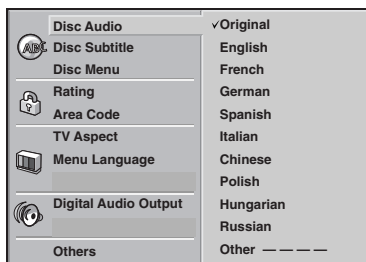 Disc Audio
Disc Subtitle
Disc Menu
Rating
Area Code
TV Aspect
Menu Language
Digital Audio Output
Others
✓Original
English
French
German
Spanish
Italian
Chinese
Polish
Hungarian
Russian
Other — — — —
ABC